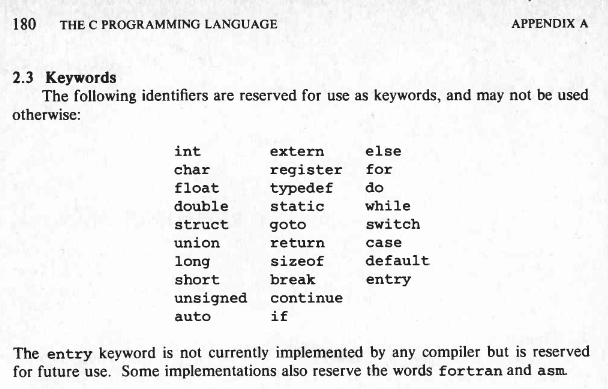 180 THE C PROGRAMMING LANGUAGE APPENDIX A
2.3 Keywords
The following identifiers are reserved for use as keywords, and may not be used
otherwise:
int extern else
char register for
float typedef do
double static while
struct goto switch
union return case
long sizeof default
short break entry
unsigned continue
auto if
The entry keyword is not currently implemented by any compiler but is reserved
for future use. Some implementations also reserve the words fortran and asm.